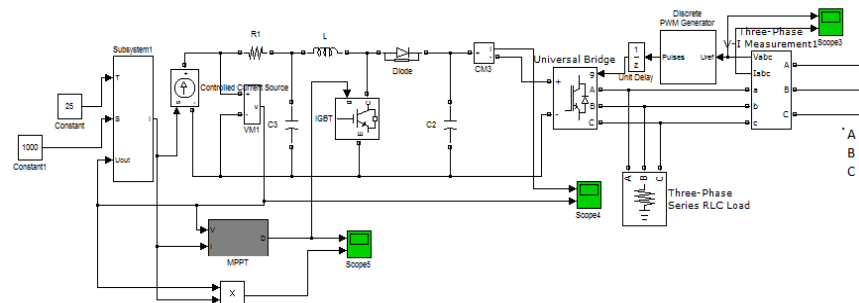 Subsystem1
T
S
Uout
I
25
Constant
1000
Constant1
+
s
-
Controlled Current Source
R1
L
Diode
+
v
-
VM1
C3
IGBT
g
C
E
C2
+
i
-
CM3
Scope4
V
I
D
MPPT
X
Scope5
Universal Bridge
g
+
A
B
-
C
1
z
Unit Delay
Discrete
PWM Generator
Pulses
Uref
Three-Phase
V-I Measurement1
Vabc
Iabc
A
a
B
b
C
c
Scope3
A B C
Three-Phase
Series RLC Load
A
B
C